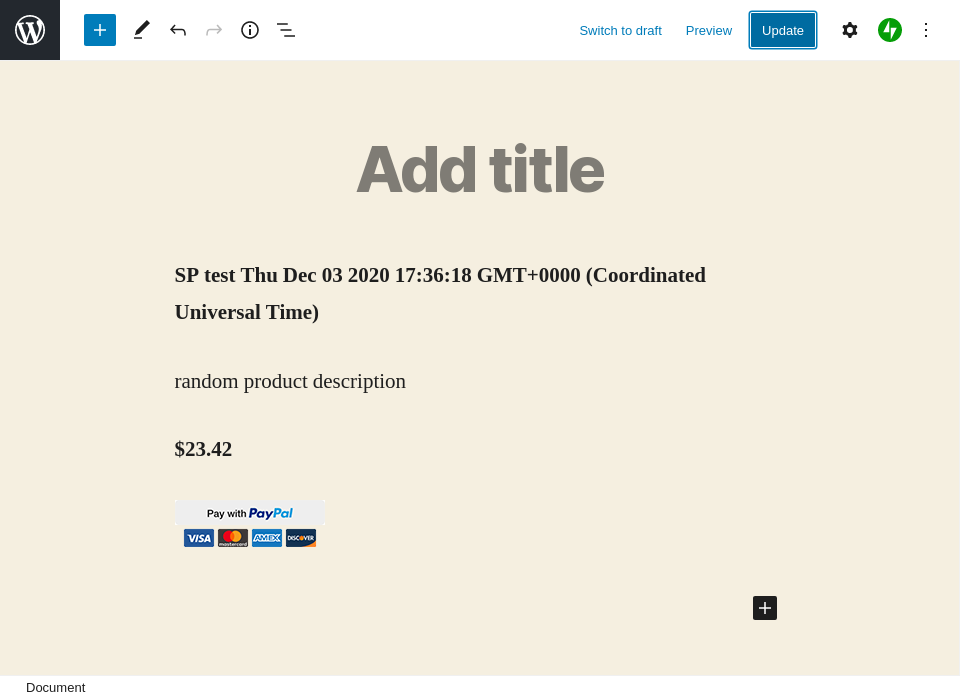 Switch to draft Preview Update
Add title
SP test Thu Dec 03 2020 17:36:18 GMT+0000 (Coordinated
Universal Time)
random product description
$23.42
Pay with PayPal
VISA mastercard AMEX DISCOVER
Document